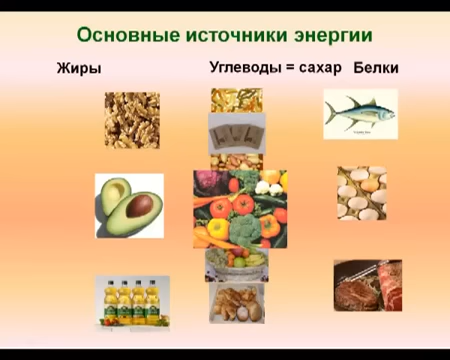 Основные источники энергии
Жиры
Углеводы = сахар
Белки